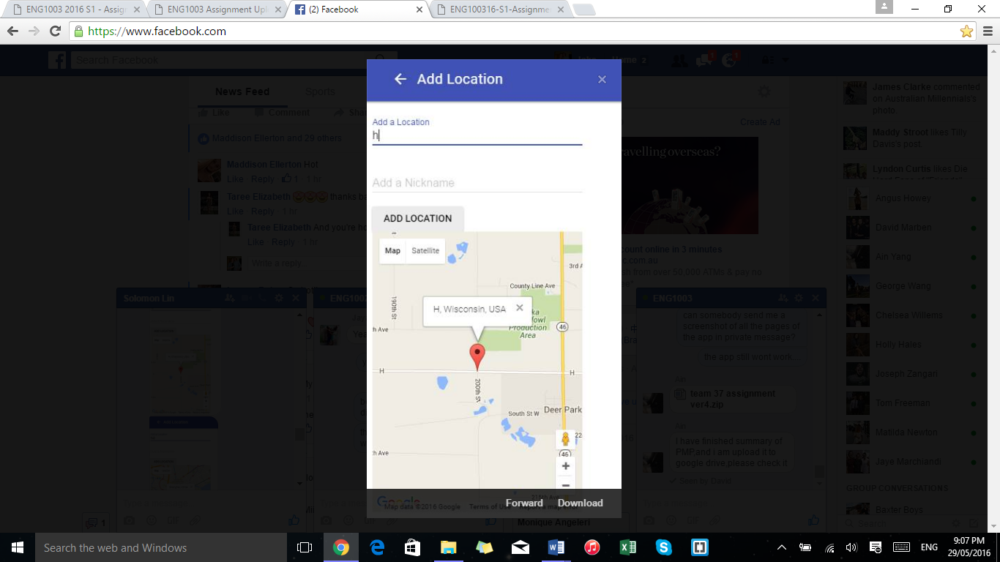 ENG1003 2016 S1 - Assig
ENG1003 Assignment Upl
(2) Facebook
ENG100316-S1-Assignme
https://www.facebook.com
Search Facebook
Home 2
News Feed
Sports
Like Comment Sha
Maddison Ellerton and 29 others
Maddison Ellerton Hot
Like Reply 1 1 hr
Taree Elizabeth thanks ba
Like Reply 1 hr
Taree Elizabeth And you're ho
Like Reply 1 hr
Write a reply
Add Location
Add a Location
h
Add a Nickname
ADD LOCATION
Map Satellite
3rd A
County Line Ave
190th St
H, Wisconsin, USA
Production
Area
46
h Ave
H
H
200th St
Deer Park
South St W
46
he Ave
Google
Map data ©2016 Google Terms of Use
Forward Download
Create Ad
ravelling overseas?
count online in 3 minutes
c.com.au
an from over 50,000 ATMs & pay no
James Clarke commented
on Australian Millennials's
photo.
Maddy Stroot likes Tilly
Davis's post.
Lyndon Curtis likes Die
Angus Howey
David Marben
Ain Yang
George Wang
Chelsea Willems
Holly Hales
Joseph Zangari
Tom Freeman
Matilda Newton
Jaye Marchiandi
GROUP CONVERSATIONS
Baxter Boys
Search
Solomon Lin
ENG1002
ENG1003
can somebody send me a
screenshot of all the pages of
the app in private message?
the app still wont work...
team 37 assignment
ver4.zip
I have finished summary of
PMP,and i am upload it to
google drive,please check it
Seen by David
Monique Angeleri
1
Search the web and Windows
ENG
9:07 PM
29/05/2016